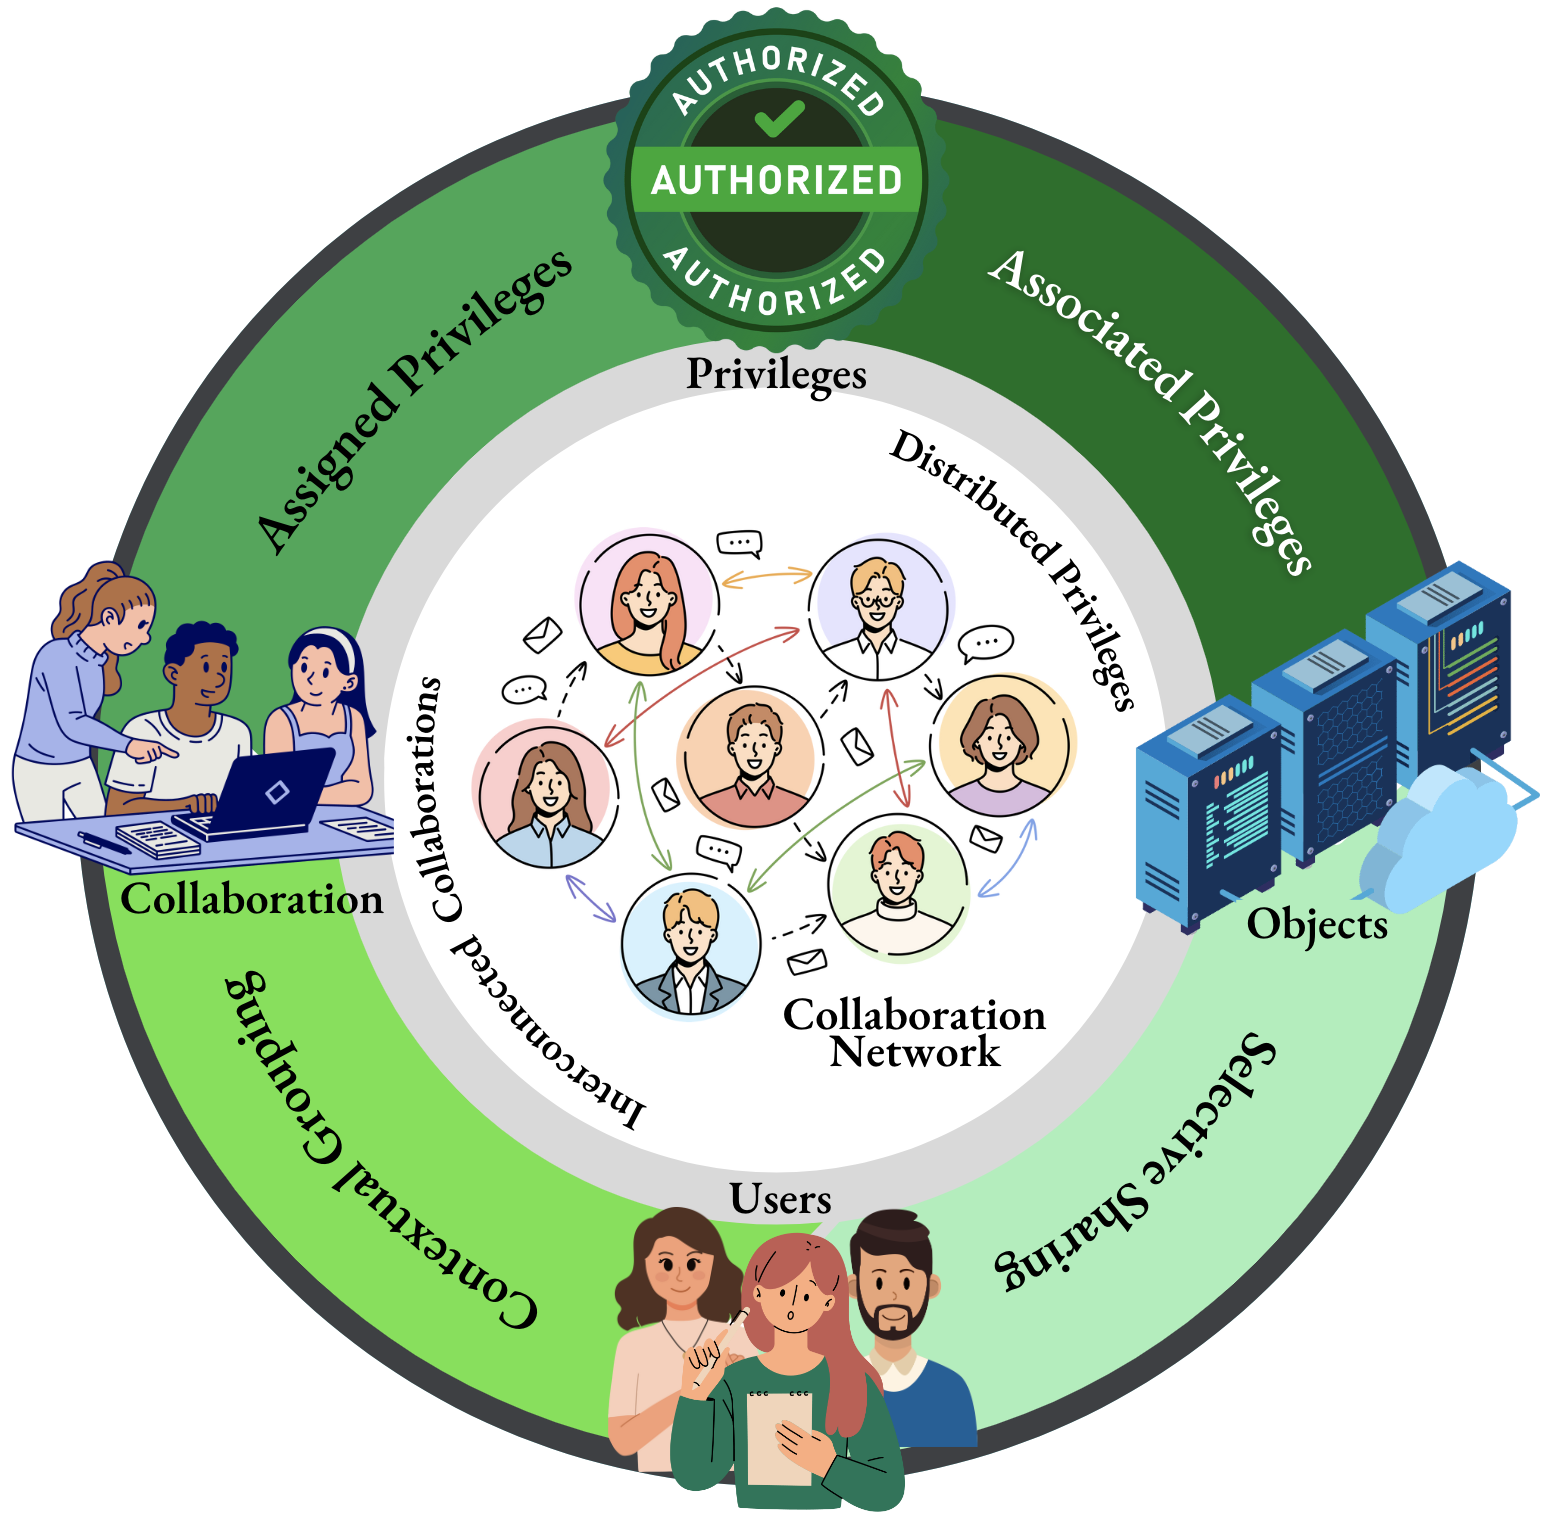 AUTHORIZED
AUTHORIZED
AUTHORIZED
Assigned Privileges
Associated Privileges
Privileges
Distributed Privileges
Interconnected Collaborations
Collaboration
Objects
Collaboration
Network
Contextual Grouping
Selective Sharing
Users